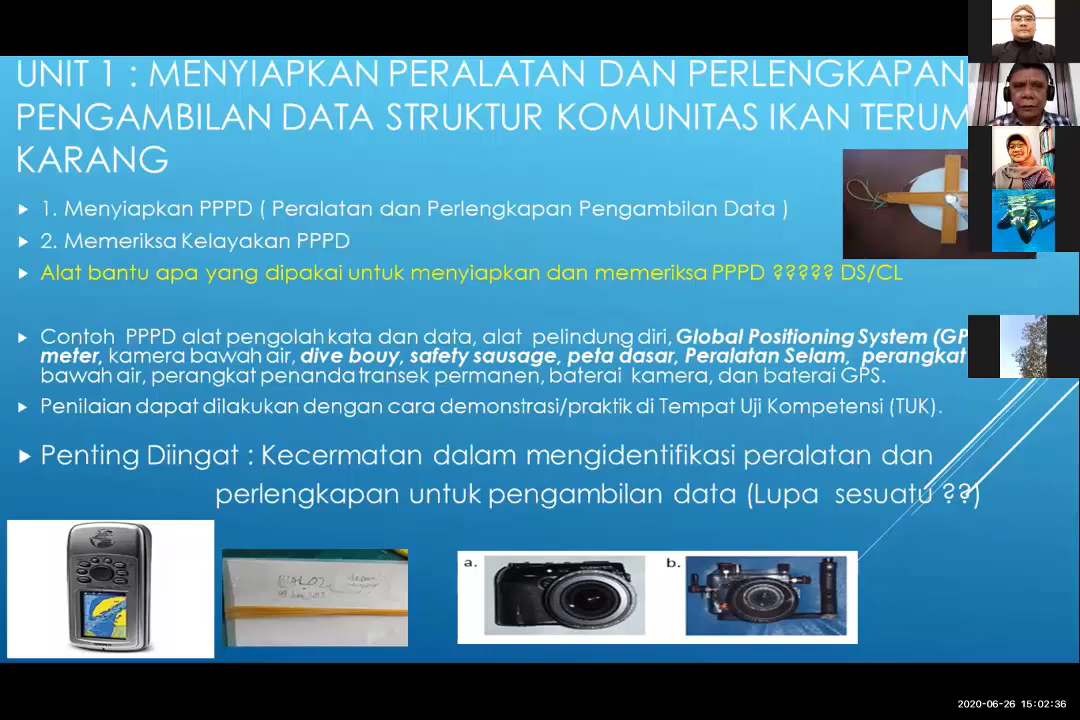 UNIT 1 : MENYIAPKAN PERALATAN DAN PERLENGKAPAN
PENGAMBILAN DATA STRUKTUR KOMUNITAS IKAN TERUM
KARANG
1. Menyiapkan PPPD ( Peralatan dan Perlengkapan Pengambilan Data )
2. Memeriksa Kelayakan PPPD
Alat bantu apa yang dipakai untuk menyiapkan dan memeriksa PPPD ????? DS/CL
Contoh PPPD alat pengolah kata dan data, alat pelindung diri, Global Positioning System (GP
meter, kamera bawah air, dive bouy, safety sausage, peta dasar, Peralatan Selam, perangkat
bawah air, perangkat penanda transek permanen, baterai kamera, dan baterai GPS.
Penilaian dapat dilakukan dengan cara demonstrasi/praktik di Tempat Uji Kompetensi (TUK).
Penting Diingat : Kecermatan dalam mengidentifikasi peralatan dan
perlengkapan untuk pengambilan data (Lupa sesuatu ??)
a.
b.
2020-06-26 15:02:36